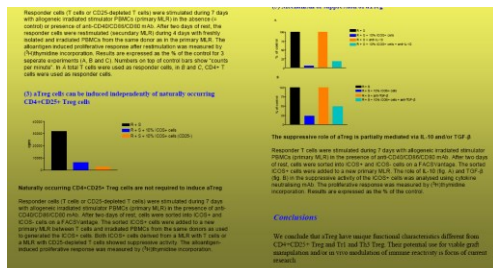 Responder cells (T cells or CD25-depleted T cells) were stimulated during 7 days
with allogeneic irradiated stimulator PBMCs (primary MLR) in the absence (=
control) or presence of anti-CD40/CD86/CD80 mAb. After two days of rest, the
responder cells were restimulated (secundary MLR) during 4 days with freshly
isolated and irradiated PBMCs from the same donor as in the primary MLR. The
alloantigen-induced proliferative response after restimulation was measured by
[³H]thymidine incorporation. Results are expressed as the % of the control for 3
separate experiments (A, B and C). Numbers on top of control bars show "counts
per minute". In A total T cells were used as responder cells, in B and C, CD4+ T
cells were used as responder cells.
(3) aTreg cells can be induced independently of naturally occurring
CD4+CD25+ Treg cells
R + S
R + S + 10% ICOS+ cells
R + S + 10% ICOS+ cells (CD25-depleted)
Naturally occurring CD4+CD25+ Treg cells are not required to induce aTreg
Responder cells (T cells or CD25-depleted T cells) were stimulated during 7 days
with allogeneic irradiated stimulator PBMCs (primary MLR) in the presence of anti-
CD40/CD86/CD80 mAb. After two days of rest, cells were sorted into ICOS+ and
ICOS- cells on a FACSVantage. The sorted ICOS+ cells were added to a new
primary MLR between T cells and irradiated PBMCs from the same donors as used
to generated the ICOS+ cells. Both ICOS+ cells derived from a MLR with T cells or
a MLR with CD25-depleted T cells showed suppressive activity. The alloantigen-
induced proliferative response was measured by [³H]thymidine-incorporation.
A
R + S
R + S + 10% ICOS+ cells
B
R + S
R + S + 10% ICOS+ cells
The suppressive role of aTreg is partially mediated via IL-10 and/or TGF-β
Responder T cells were stimulated during 7 days with allogeneic irradiated stimulator
PBMCs (primary MLR) in the presence of anti-CD40/CD86/CD80 mAb. After two days
of rest, cells were sorted into ICOS+ and ICOS- cells on a FACSVantage. The sorted
ICOS+ cells were added to a new primary MLR. The role of IL-10 (fig. A) and TGF-β
(fig. B) in the suppressive activity of the ICOS+ cells was analysed using cytokine
neutralising mAb. The proliferative response was measured by [³H]thymidine
incorporation. Results are expressed as the % of the control.
Conclusions
We conclude that aTreg have unique functional characteristics different from
CD4+CD25+ Treg and Tr1 and Th3 Treg. Their potential use for viable graft
manipulation and/or in vivo modulation of immune reactivity is focus of current
research